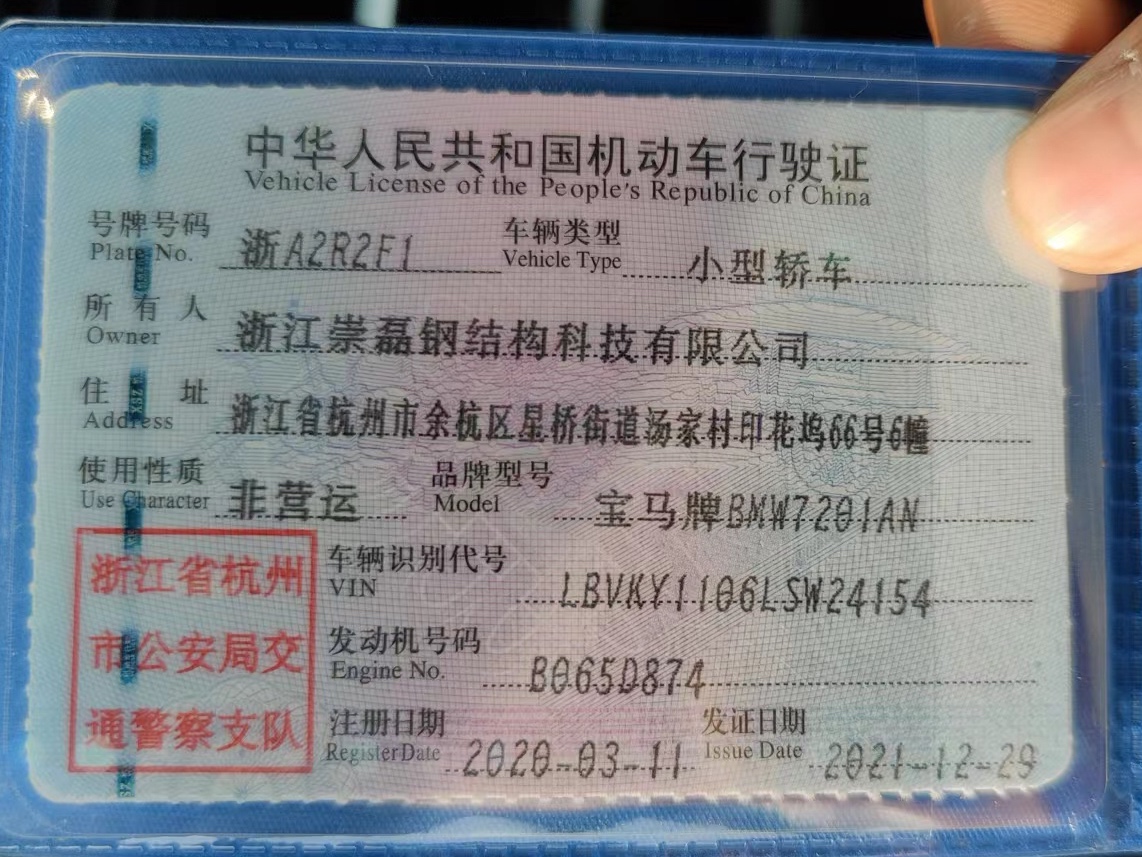 中华人民共和国机动车行驶证
Vehicle License of the People's Republic of China
号牌号码 浙A2R2F1 车辆类型 小型轿车
Plate No. Vehicle Type
所有人 浙江崇磊钢结构科技有限公司
Owner
住址 浙江省杭州市余杭区星桥街道汤家村印花坞66号6幢
Address
使用性质 非营运 品牌型号 宝马牌BMW7201AN
Use Character Model
浙江省杭州
市公安局交
通警察支队
车辆识别代号 LBVKY1106LSW24154
VIN
发动机号码 B065D874
Engine No.
注册日期 2020-03-11 发证日期 2021-12-29
Register Date Issue Date